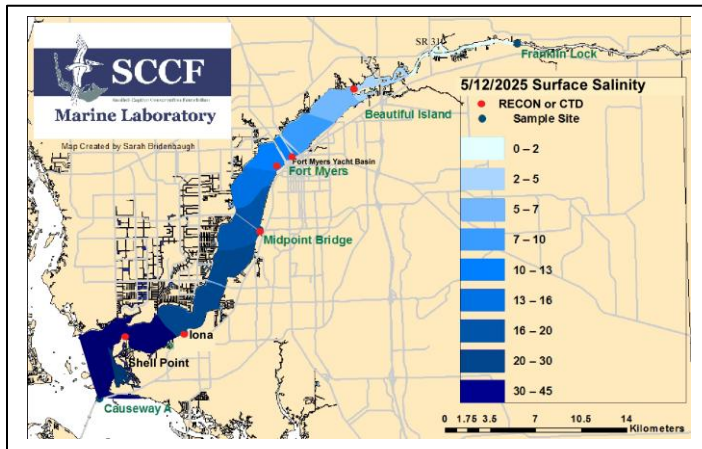 SCCF
Marine Laboratory
Map Created by Sarah Bridenbaugh
SR 31
I-75
Franklin Lock
Beautiful Island
Fort Myers Yacht Basin
Fort Myers
Midpoint Bridge
Iona
Shell Point
Causeway A
5/12/2025 Surface Salinity
RECON or CTD
Sample Site
0 – 2
2 – 5
5 – 7
7 – 10
10 – 13
13 – 16
16 – 20
20 – 30
30 – 45
0 1.75 3.5 7 10.5 14
Kilometers